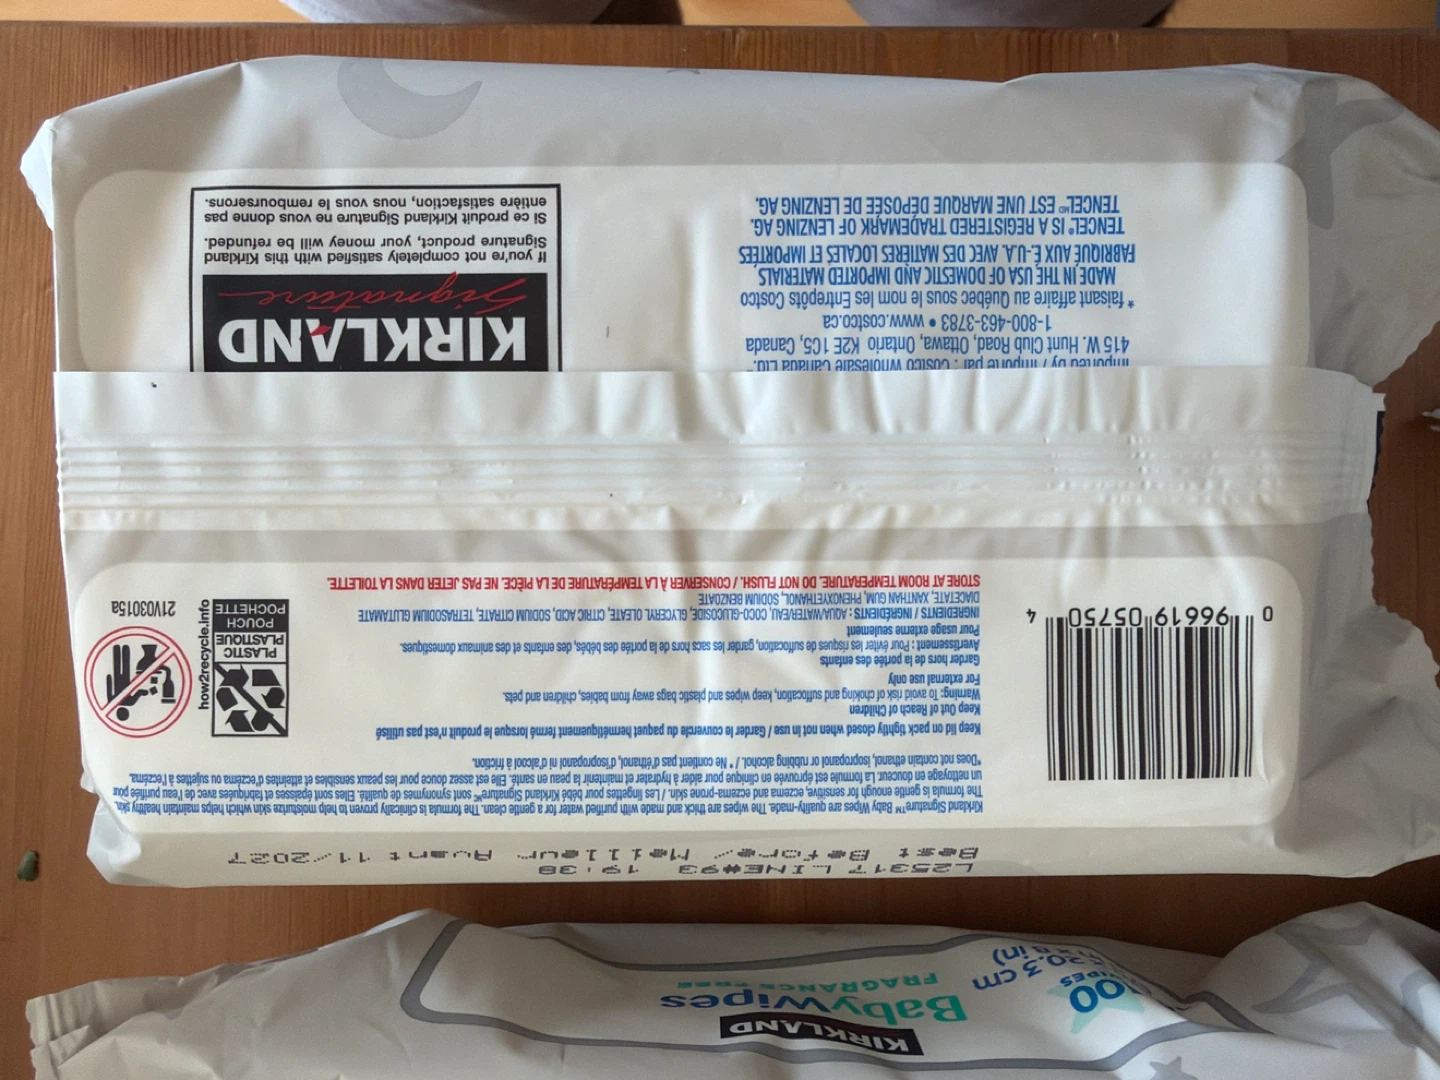 L25317 LINE#93 19:38
Best Before/ Meilleur Avant 11/2027
Kirkland Signature™ Baby Wipes are quality-made. The wipes are thick and made with purified water for a gentle clean. The formula is clinically proven to help moisturize skin which helps maintain healthy skin.
The formula is gentle enough for sensitive, eczema and eczema-prone skin. / Les lingettes pour bébé Kirkland Signature™ sont synonymes de qualité. Elles sont épaisses et fabriquées avec de l'eau purifiée pour
un nettoyage en douceur. La formule est éprouvée en clinique pour aider à hydrater et maintenir la peau en santé. Elle est assez douce pour les peaux sensibles et atteintes d'eczéma ou sujettes à l'eczéma.
*Does not contain ethanol, isopropanol or rubbing alcohol. / * Ne contient pas d'éthanol, d'isopropanol ni d'alcool à friction.
Keep lid on pack tightly closed when not in use / Garder le couvercle du paquet hermétiquement fermé lorsque le produit n'est pas utilisé
Keep Out of Reach of Children
Warning: To avoid risk of choking and suffocation, keep wipes and plastic bags away from babies, children and pets.
For external use only
Garder hors de la portée des enfants
Avertissement : Pour éviter les risques de suffocation, garder les sacs hors de la portée des bébés, des enfants et des animaux domestiques.
Pour usage externe seulement
INGREDIENTS / INGRÉDIENTS : AQUA/WATER/EAU, COCO-GLUCOSIDE, GLYCERYL OLEATE, CITRIC ACID, SODIUM CITRATE, TETRASODIUM GLUTAMATE
DIACETATE, XANTHAN GUM, PHENOXYETHANOL, SODIUM BENZOATE
STORE AT ROOM TEMPERATURE. DO NOT FLUSH. / CONSERVER À LA TEMPÉRATURE DE LA PIÈCE. NE PAS JETER DANS LA TOILETTE.
0 96619 05750 4
how2recycle.info
PLASTIC
PLASTIQUE
POUCH
POCHETTE
21V03015a
Imported by / Importé par : Costco Wholesale Canada Ltd.*
415 W. Hunt Club Road, Ottawa, Ontario, K2E 1C5, Canada
1-800-463-3783 • www.costco.ca
* faisant affaire au Québec sous le nom les Entrepôts Costco
MADE IN THE USA OF DOMESTIC AND IMPORTED MATERIALS
FABRIQUÉ AUX É.-U.A. AVEC DES MATIÈRES LOCALES ET IMPORTÉES
TENCEL® IS A REGISTERED TRADEMARK OF LENZING AG.
TENCEL MD EST UNE MARQUE DÉPOSÉE DE LENZING AG.
KIRKLAND
Signature
If you're not completely satisfied with this Kirkland
Signature product, your money will be refunded.
Si ce produit Kirkland Signature ne vous donne pas
entière satisfaction, nous vous rembourserons.
KIRKLAND
Baby Wipes
FRAGRANCE FREE
100
WIPES
20.3 cm
8 in)